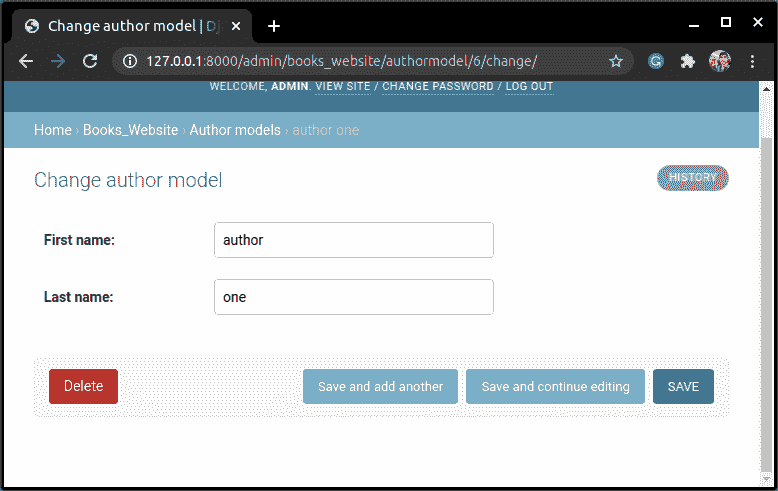 Change author model | Dj
127.0.0.1:8000/admin/books_website/authormodel/6/change/
WELCOME, ADMIN. VIEW SITE / CHANGE PASSWORD / LOG OUT
Home › Books_Website › Author models › author one
Change author model
HISTORY
First name: author
Last name: one
Delete Save and add another Save and continue editing SAVE